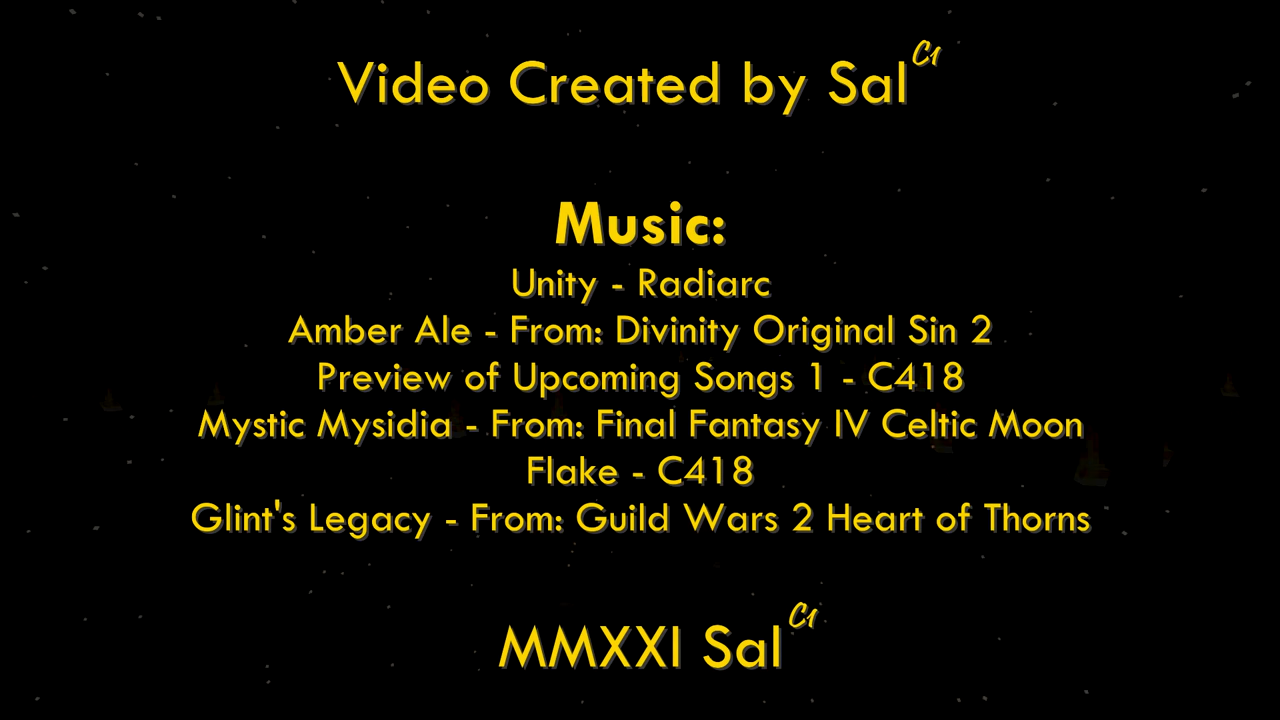 Video Created by Sal C1
Music:
Unity - Radiarc
Amber Ale - From: Divinity Original Sin 2
Preview of Upcoming Songs 1 - C418
Mystic Mysidia - From: Final Fantasy IV Celtic Moon
Flake - C418
Glint's Legacy - From: Guild Wars 2 Heart of Thorns
MMXXI Sal C1